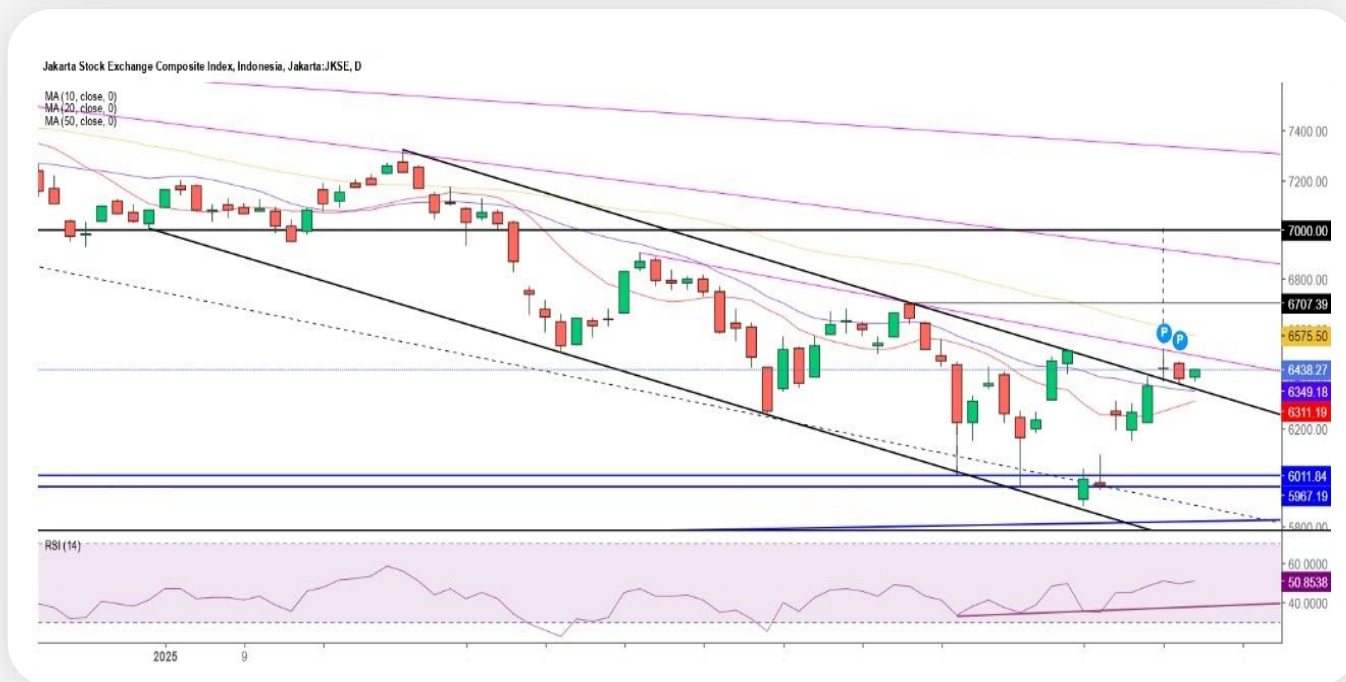 Jakarta Stock Exchange Composite Index, Indonesia, Jakarta:JKSE, D
MA (10, close, 0)
MA (20, close, 0)
MA (50, close, 0)
7400.00
7200.00
7000.00
6800.00
6707.39
6575.50
6438.27
6349.18
6311.19
6200.00
6011.84
5967.19
5800.00
P P
RSI (14)
60.0000
50.8538
40.0000
2025 9